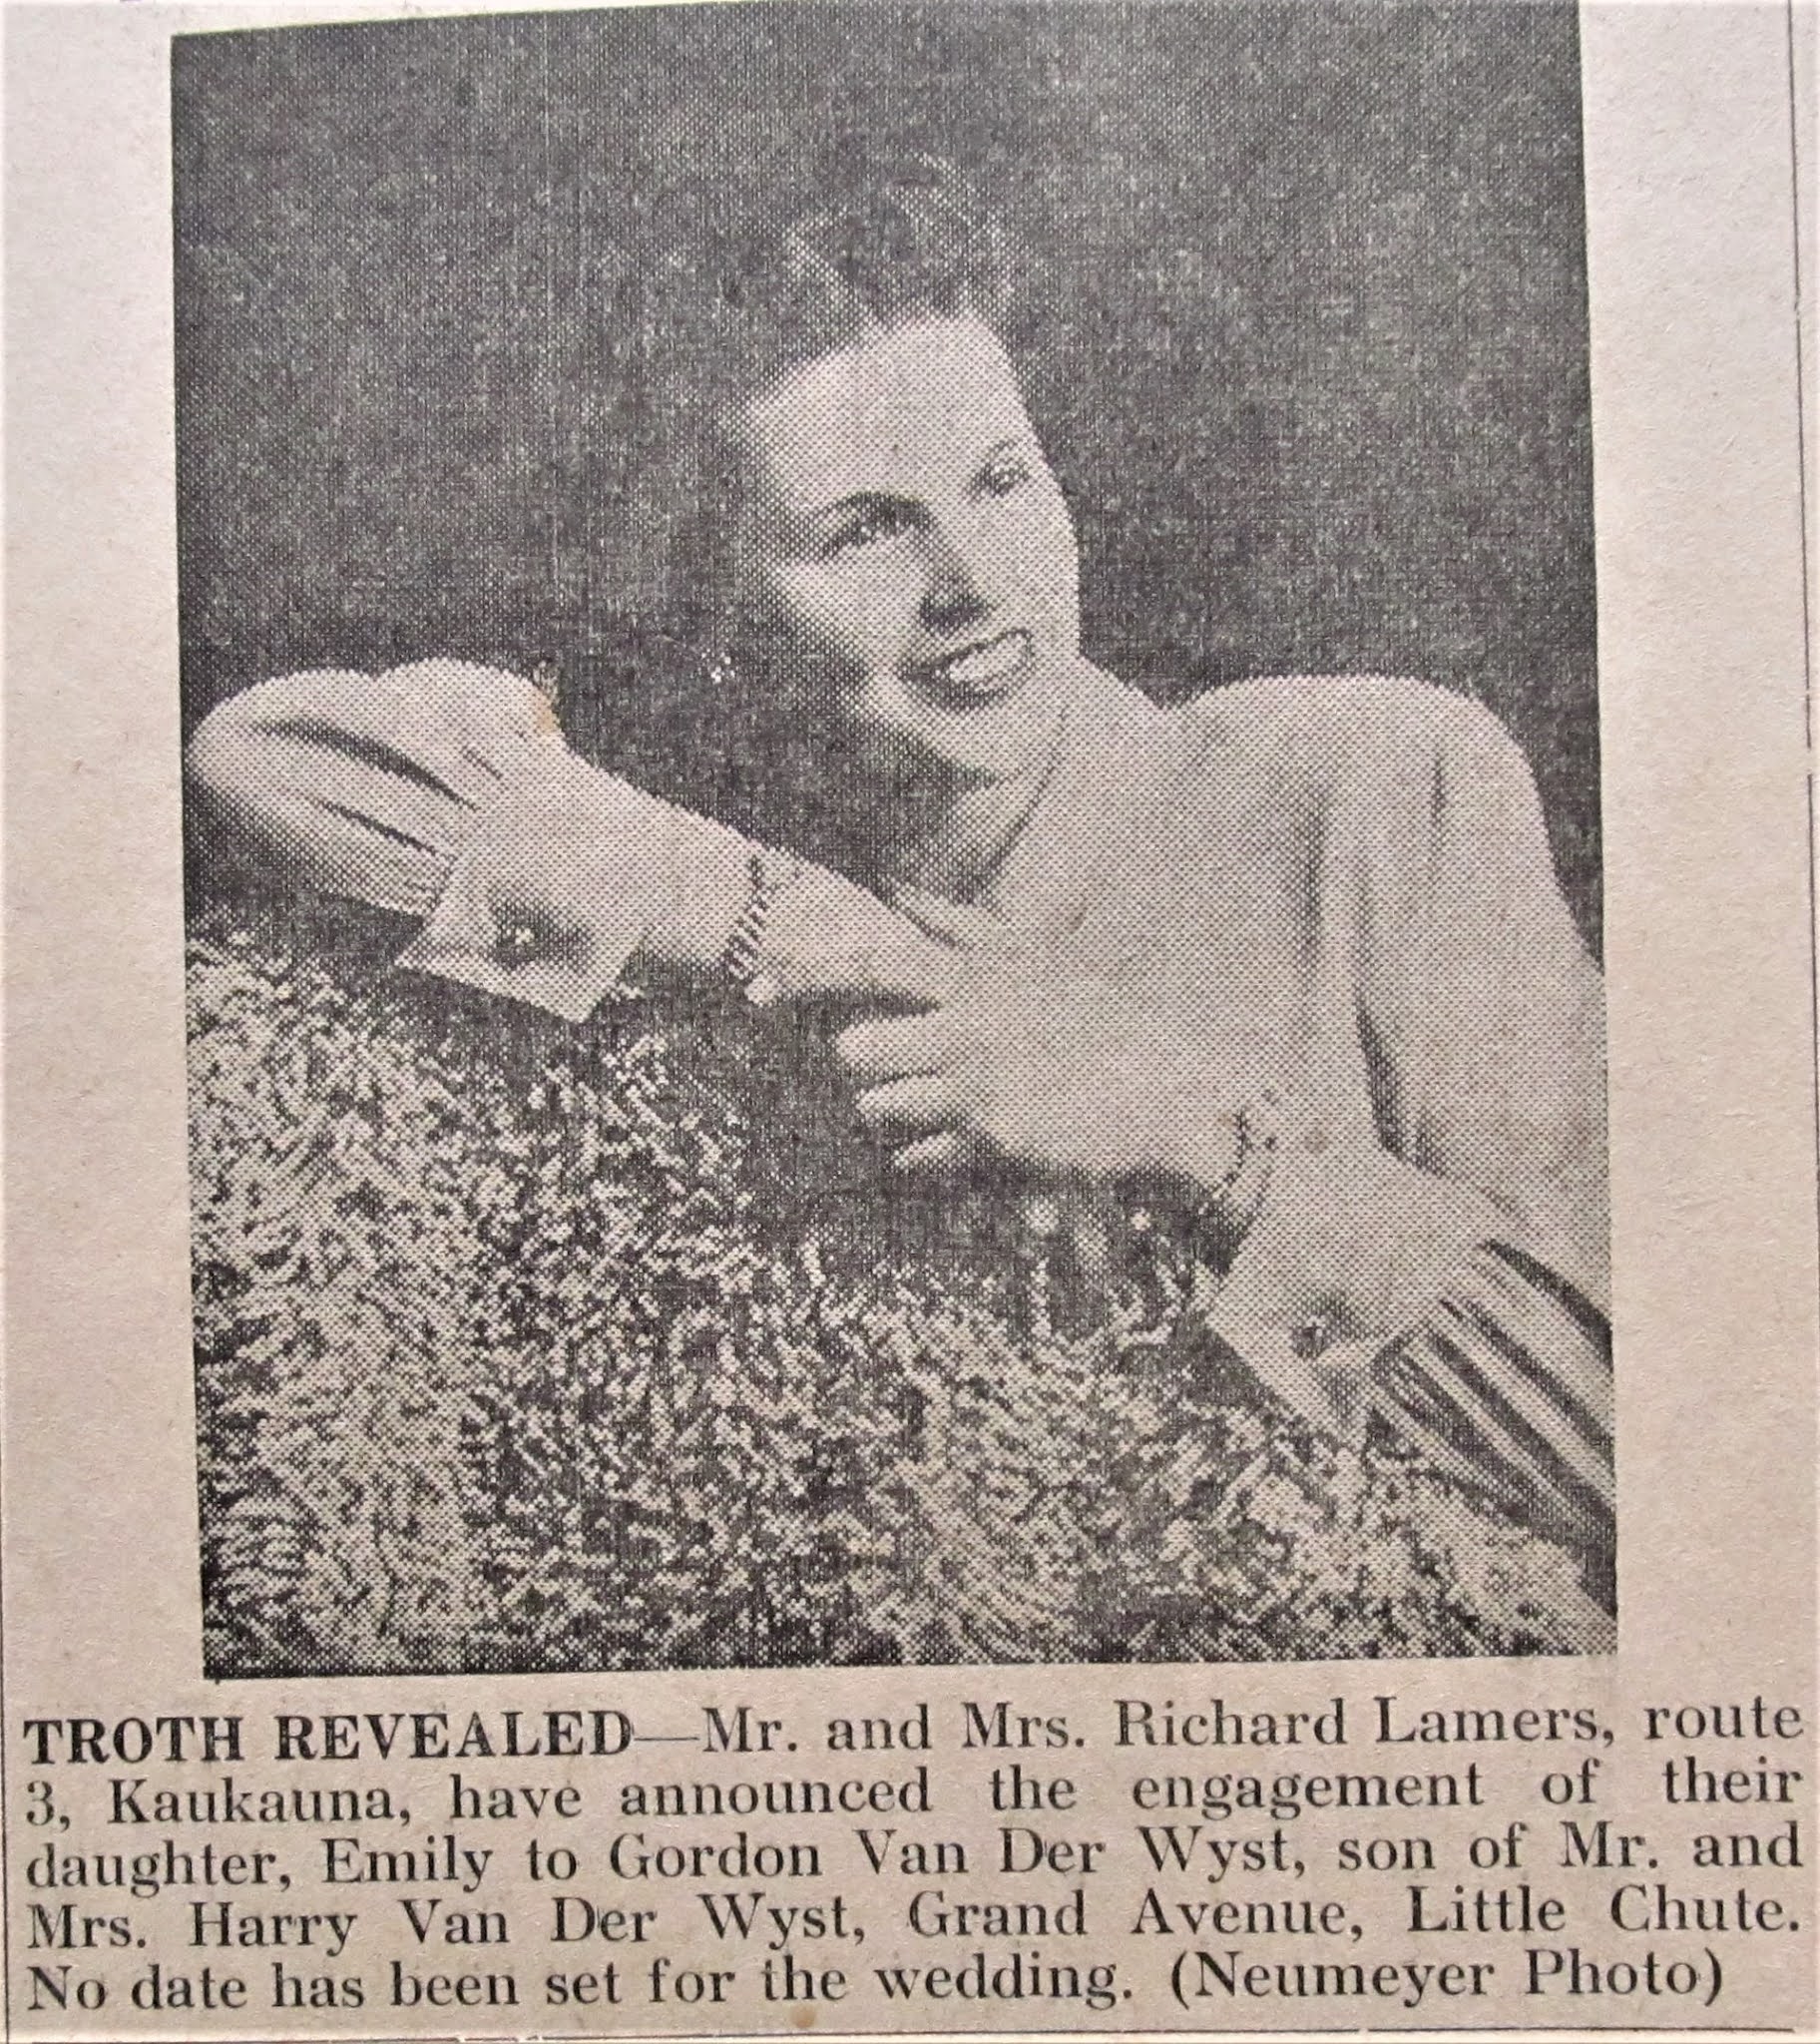 TROTH REVEALED—Mr. and Mrs. Richard Lamers, route
3, Kaukauna, have announced the engagement of their
daughter, Emily to Gordon Van Der Wyst, son of Mr. and
Mrs. Harry Van Der Wyst, Grand Avenue, Little Chute.
No date has been set for the wedding. (Neumeyer Photo)